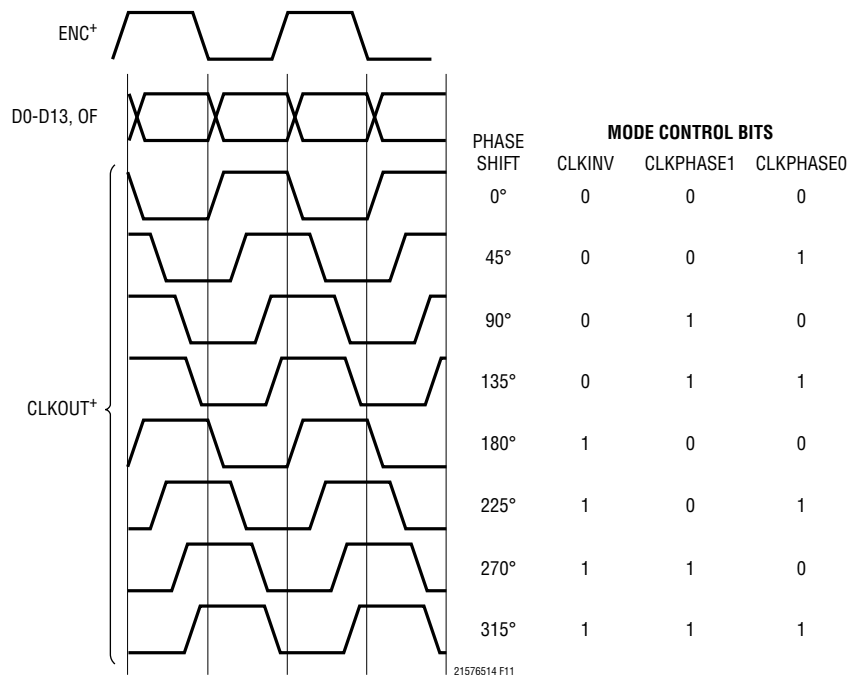 ENC+
D0-D13, OF
CLKOUT+
MODE CONTROL BITS
PHASE SHIFT CLKINV CLKPHASE1 CLKPHASE0
0° 0 0 0
45° 0 0 1
90° 0 1 0
135° 0 1 1
180° 1 0 0
225° 1 0 1
270° 1 1 0
315° 1 1 1
21576514 F11